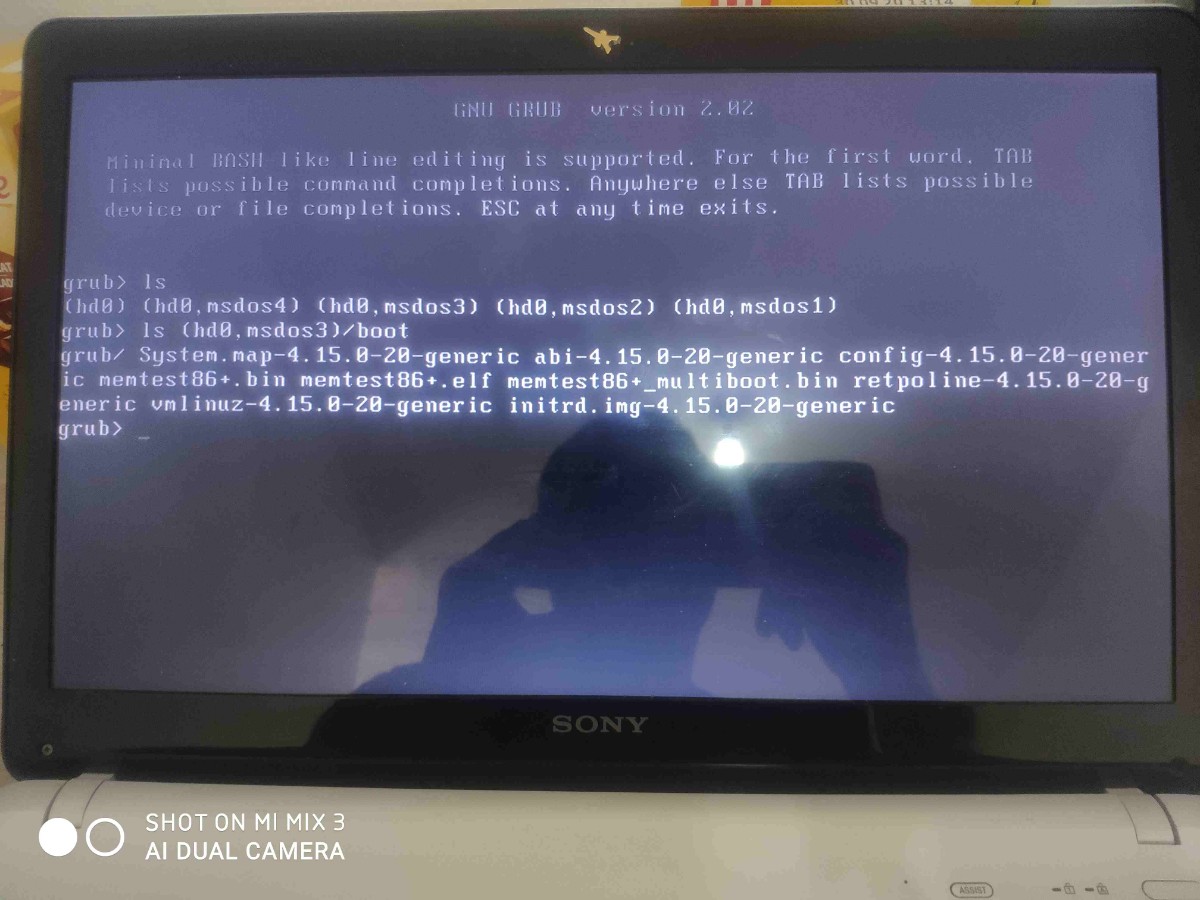 GNU GRUB version 2.02
Minimal BASH-like line editing is supported. For the first word, TAB
lists possible command completions. Anywhere else TAB lists possible
device or file completions. ESC at any time exits.
grub> ls
(hd0) (hd0,msdos4) (hd0,msdos3) (hd0,msdos2) (hd0,msdos1)
grub> ls (hd0,msdos3)/boot
grub/ System.map-4.15.0-20-generic abi-4.15.0-20-generic config-4.15.0-20-gener
ic memtest86+.bin memtest86+.elf memtest86+_multiboot.bin retpoline-4.15.0-20-g
eneric vmlinuz-4.15.0-20-generic initrd.img-4.15.0-20-generic
grub> _
SONY
SHOT ON MI MIX 3
AI DUAL CAMERA
ASSIST